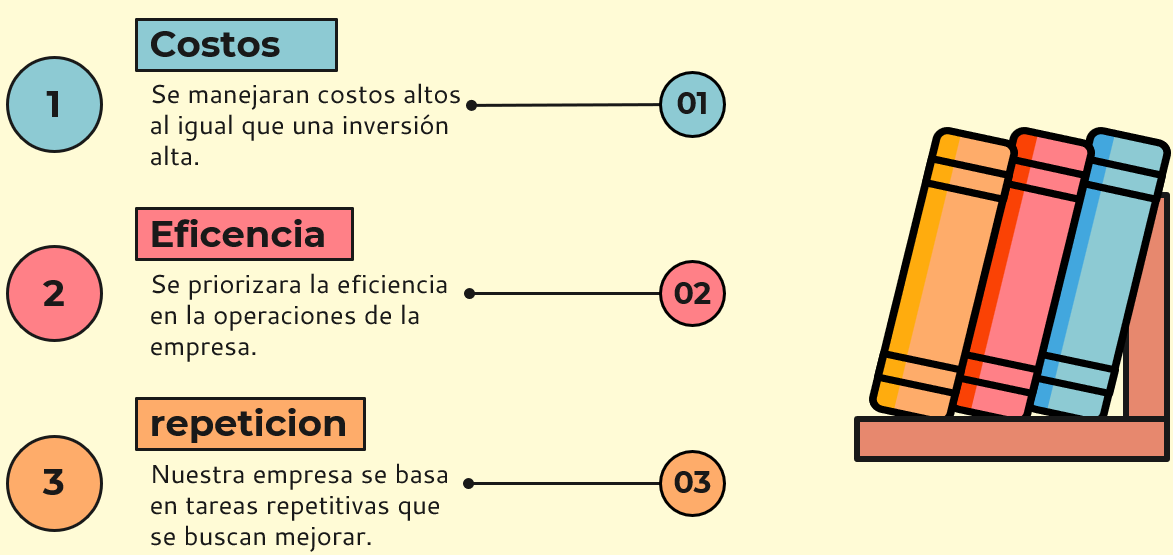 Costos
1
Se manejaran costos altos
al igual que una inversión
alta.
01
Eficencia
2
Se priorizara la eficiencia
en la operaciones de la
empresa.
02
repeticion
3
Nuestra empresa se basa
en tareas repetitivas que
se buscan mejorar.
03